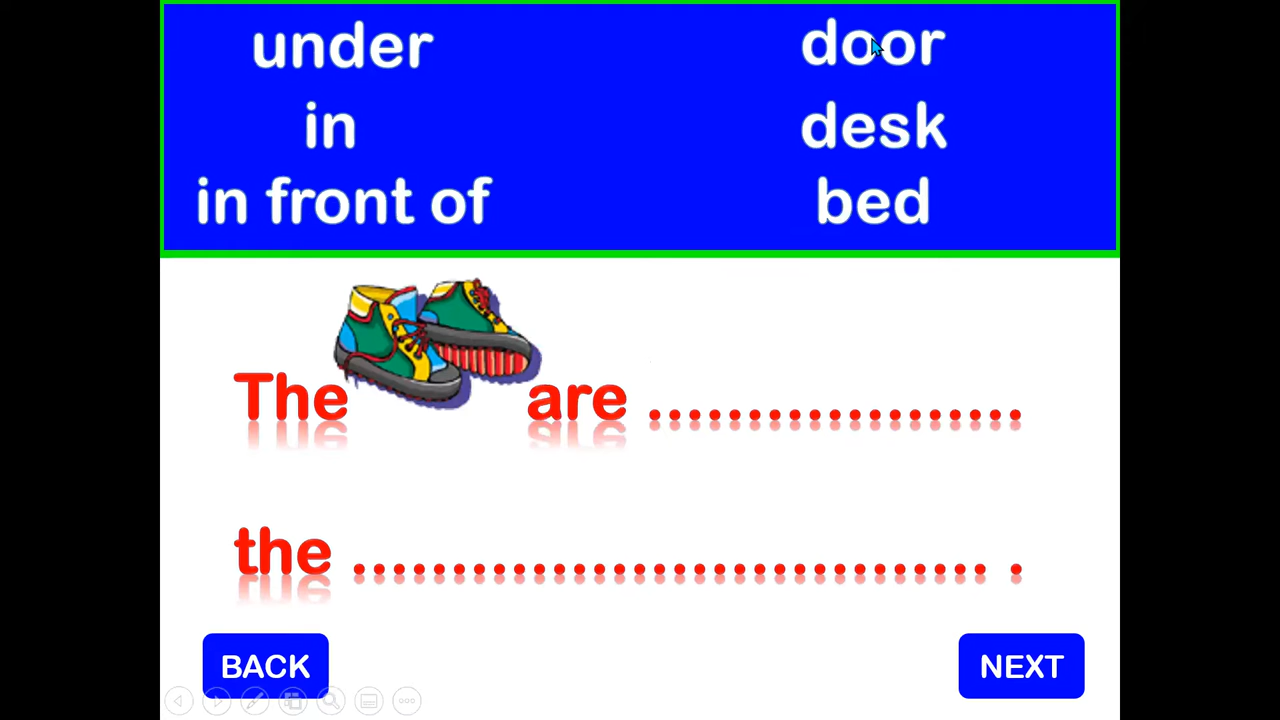 under door
in desk
in front of bed
The are ...................
the ................................ .
BACK NEXT